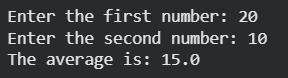 Enter the first number: 20
Enter the second number: 10
The average is: 15.0